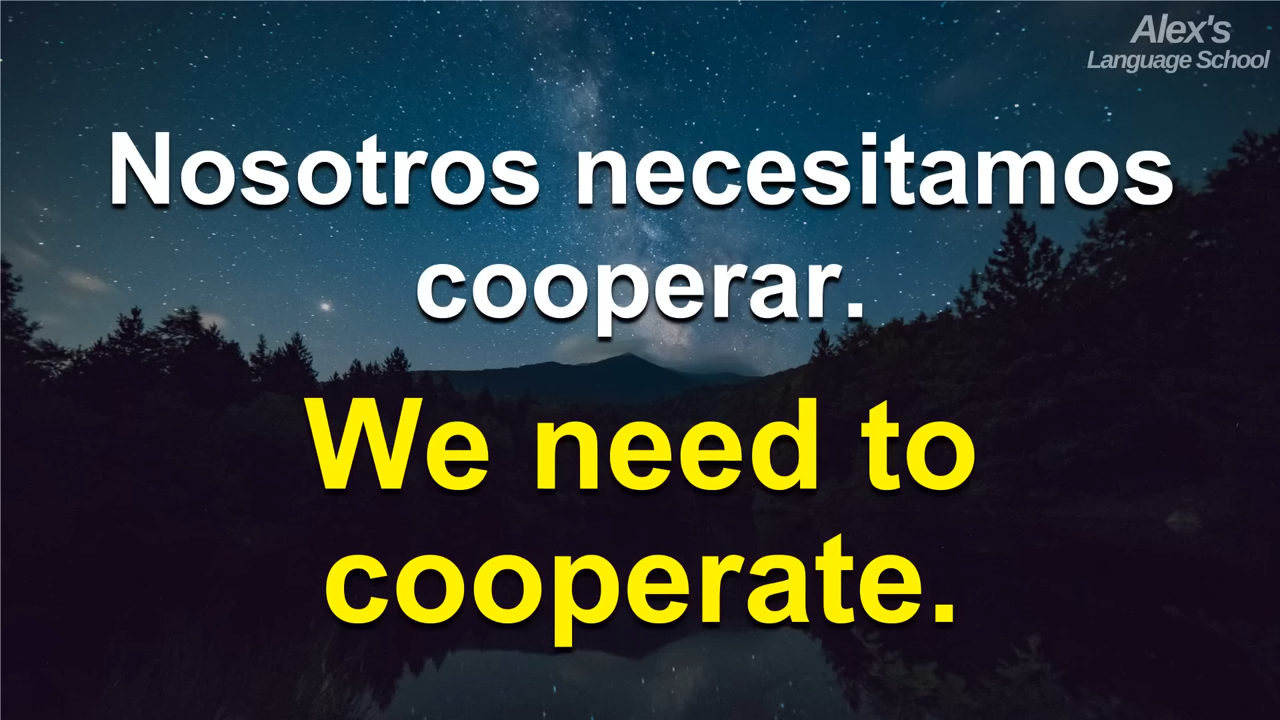 Alex's
Language School
Nosotros necesitamos
cooperar.
We need to
cooperate.